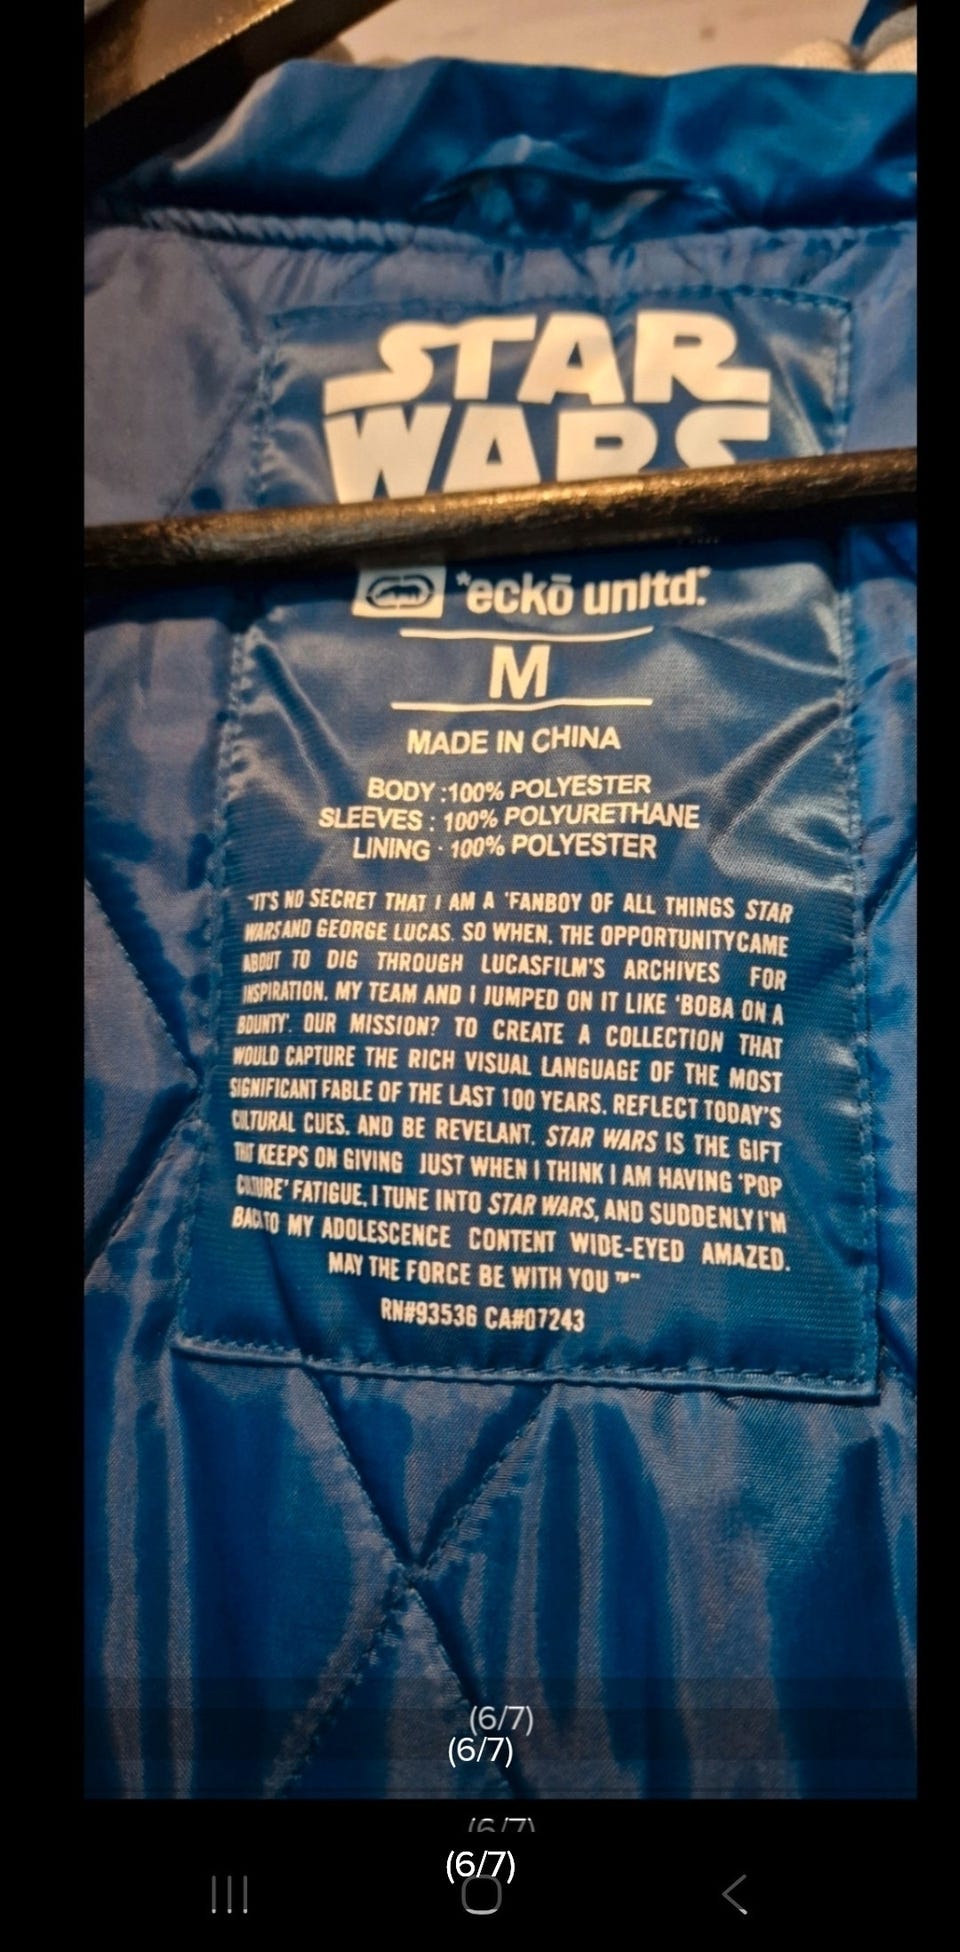 STAR
WARS
*eckō unltd.®
M
MADE IN CHINA
BODY :100% POLYESTER
SLEEVES : 100% POLYURETHANE
LINING : 100% POLYESTER
"IT'S NO SECRET THAT I AM A 'FANBOY OF ALL THINGS STAR
WARS AND GEORGE LUCAS. SO WHEN, THE OPPORTUNITY CAME
ABOUT TO DIG THROUGH LUCASFILM'S ARCHIVES FOR
INSPIRATION. MY TEAM AND I JUMPED ON IT LIKE 'BOBA ON A
BOUNTY'. OUR MISSION? TO CREATE A COLLECTION THAT
WOULD CAPTURE THE RICH VISUAL LANGUAGE OF THE MOST
SIGNIFICANT FABLE OF THE LAST 100 YEARS. REFLECT TODAY'S
CULTURAL CUES. AND BE REVELANT. STAR WARS IS THE GIFT
THAT KEEPS ON GIVING JUST WHEN I THINK I AM HAVING 'POP
CULTURE' FATIGUE, I TUNE INTO STAR WARS, AND SUDDENLY I'M
BACK TO MY ADOLESCENCE CONTENT WIDE-EYED AMAZED.
MAY THE FORCE BE WITH YOU ™"
RN#93536 CA#07243
(6/7)
(6/7)
(6/7)
(6/7)